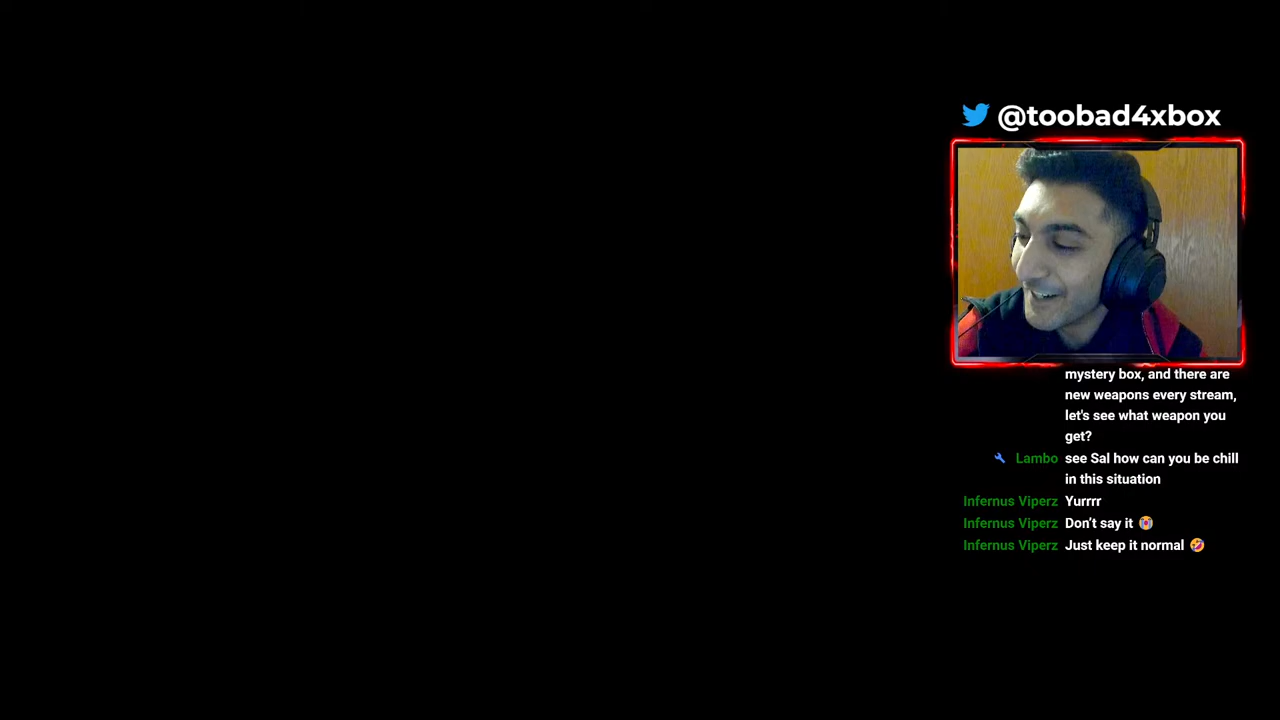 @toobad4xbox
mystery box, and there are
new weapons every stream,
let's see what weapon you
get?
Lambo see Sal how can you be chill
in this situation
Infernus Viperz Yurrrr
Infernus Viperz Don’t say it 😭
Infernus Viperz Just keep it normal 🤣